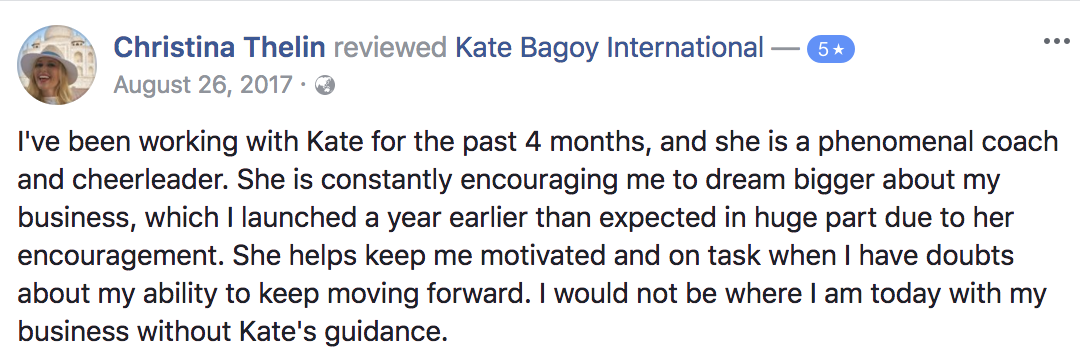 Christina Thelin reviewed Kate Bagoy International — 5★
August 26, 2017 ·
I've been working with Kate for the past 4 months, and she is a phenomenal coach
and cheerleader. She is constantly encouraging me to dream bigger about my
business, which I launched a year earlier than expected in huge part due to her
encouragement. She helps keep me motivated and on task when I have doubts
about my ability to keep moving forward. I would not be where I am today with my
business without Kate's guidance.